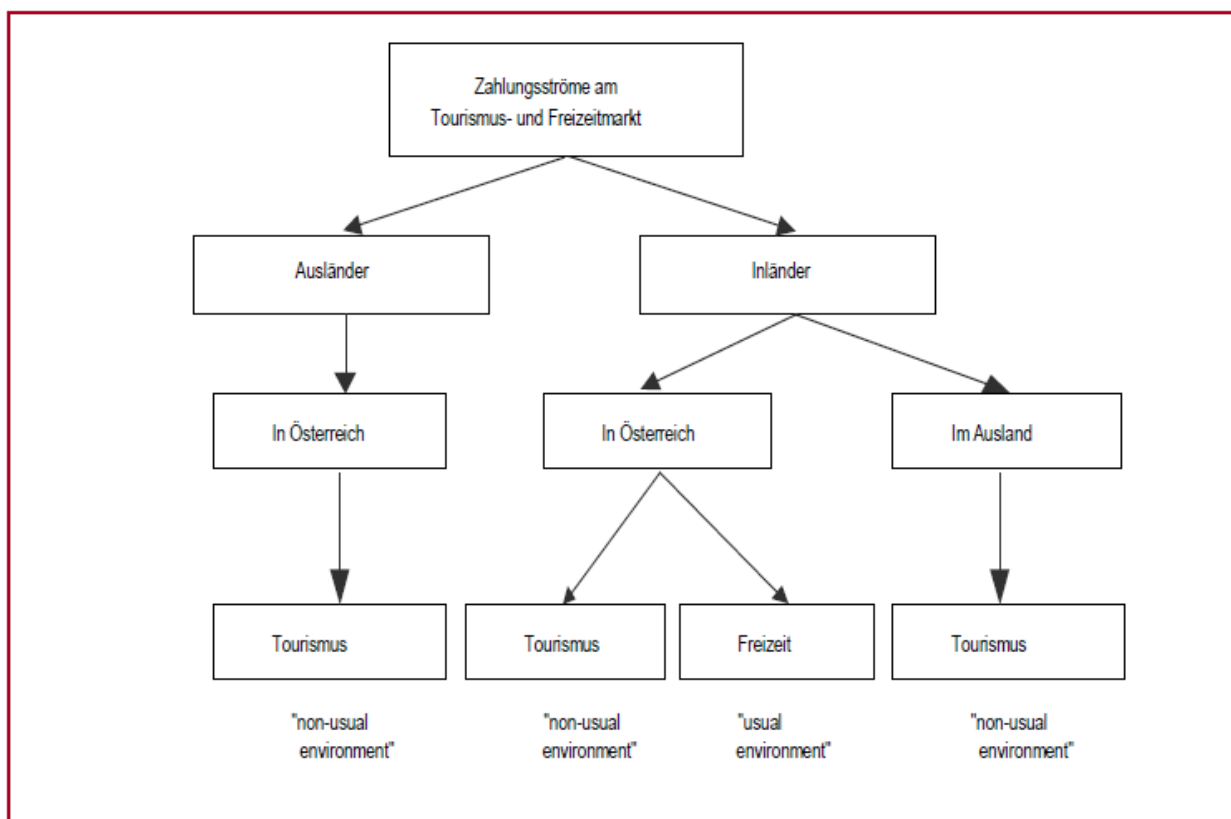 Zahlungsströme am
Tourismus- und Freizeitmarkt
Ausländer
Inländer
In Österreich
In Österreich
Im Ausland
Tourismus
Tourismus
Freizeit
Tourismus
"non-usual
environment"
"non-usual
environment"
"usual
environment"
"non-usual
environment"